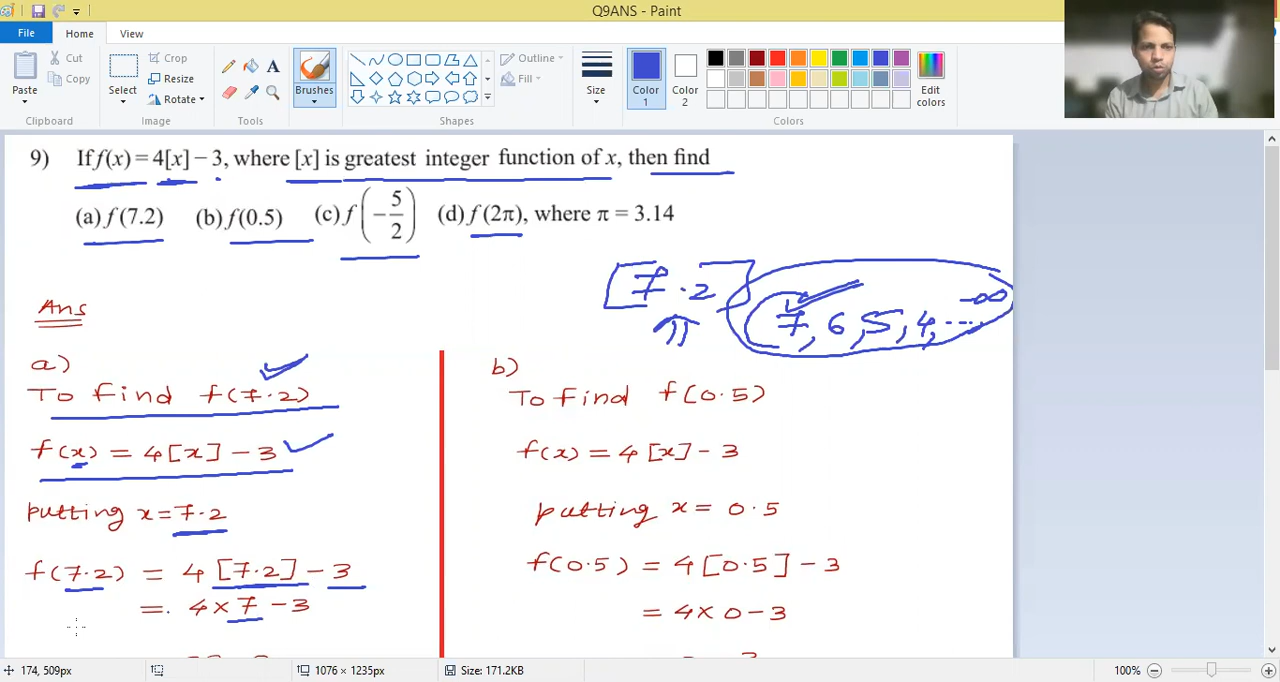 Q9ANS - Paint
File
Home
View
Paste
Cut
Copy
Clipboard
Select
Crop
Resize
Rotate
Image
A
Tools
Brushes
Shapes
Outline
Fill
Size
Color 1
Color 2
Colors
Edit colors
9) If f(x) = 4[x] − 3, where [x] is greatest integer function of x, then find
(a) f(7.2) (b) f(0.5) (c) f(−5/2) (d) f(2π), where π = 3.14
[7.2]
π
7, 6, 5, 4, ... -∞
Ans
a)
To find f(7.2)
f(x) = 4[x] − 3
putting x = 7.2
f(7.2) = 4 [7.2] − 3
= 4 × 7 − 3
b)
To find f(0.5)
f(x) = 4 [x] − 3
putting x = 0.5
f(0.5) = 4 [0.5] − 3
= 4 × 0 − 3
174, 509px
1076 × 1235px
Size: 171.2KB
100%